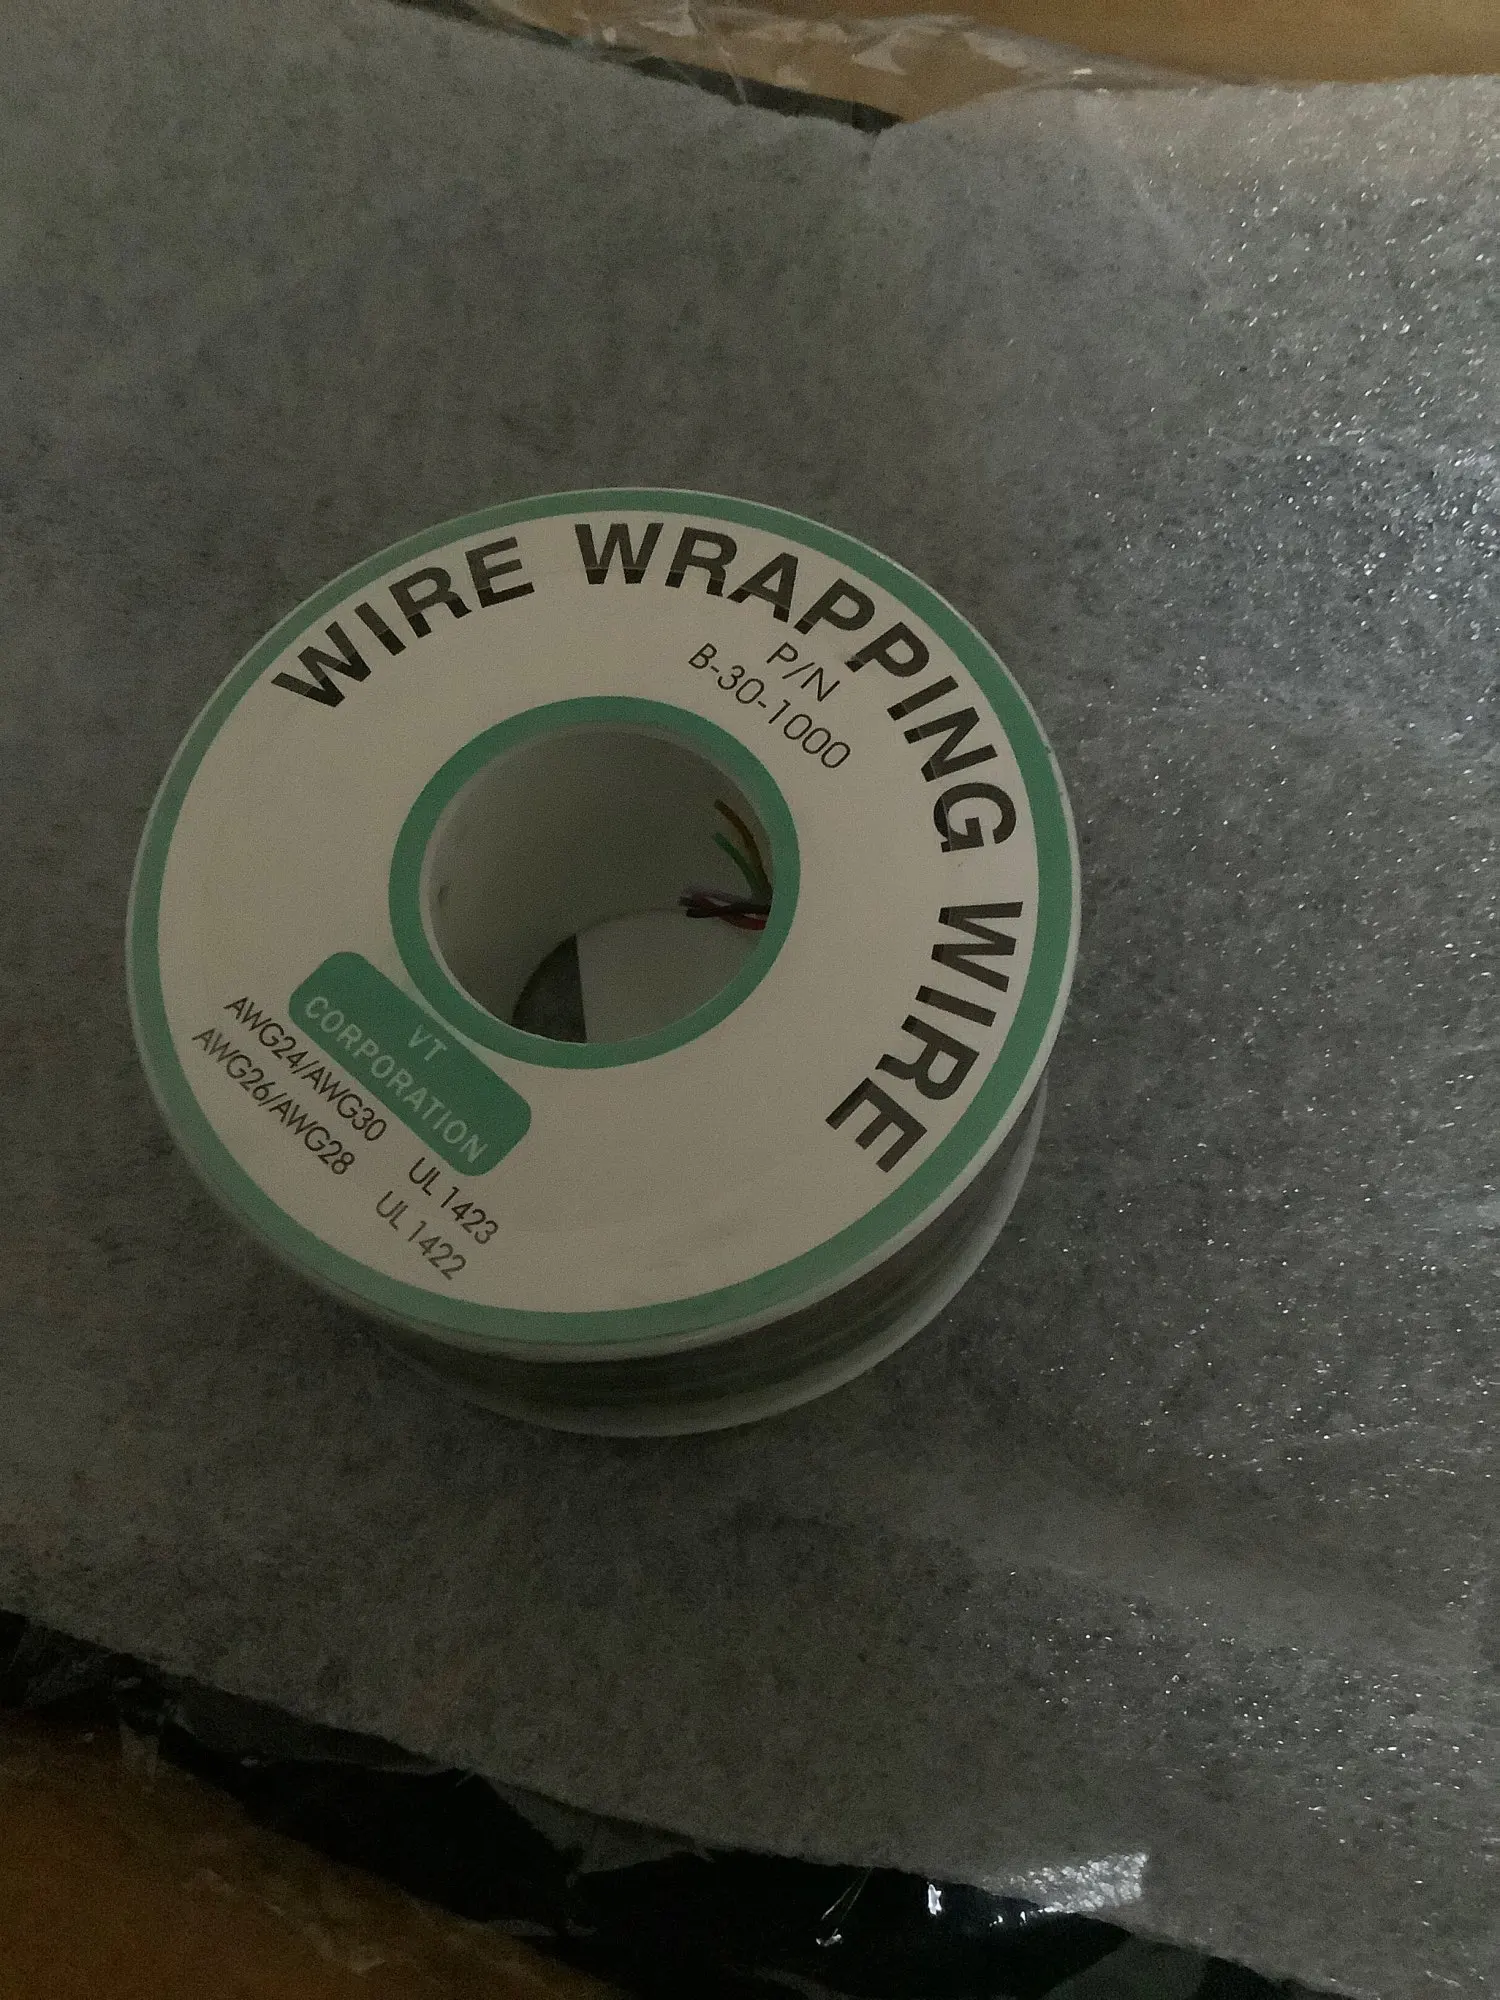 WIRE WRAPPING WIRE
P/N
B-30-1000
VT
CORPORATION
AWG24/AWG30 UL 1423
AWG26/AWG28 UL 1422